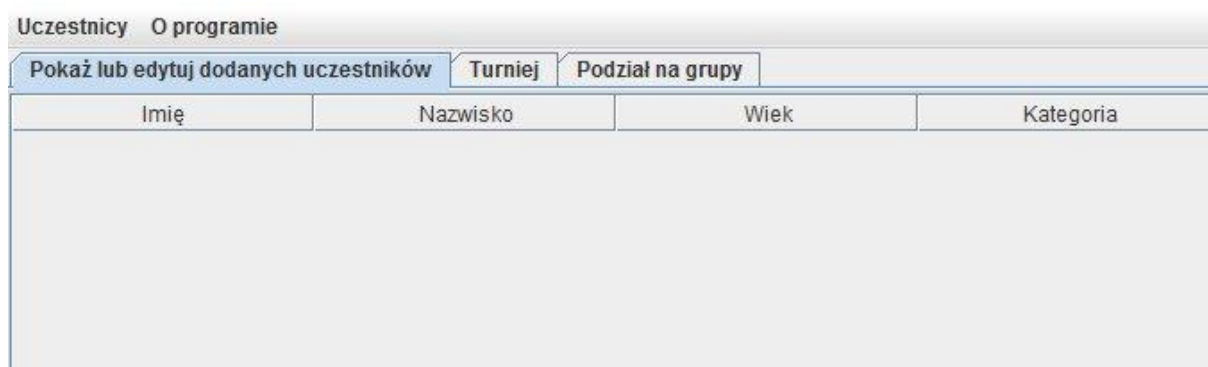 Uczestnicy O programie
Pokaż lub edytuj dodanych uczestników Turniej Podział na grupy
Imię Nazwisko Wiek Kategoria